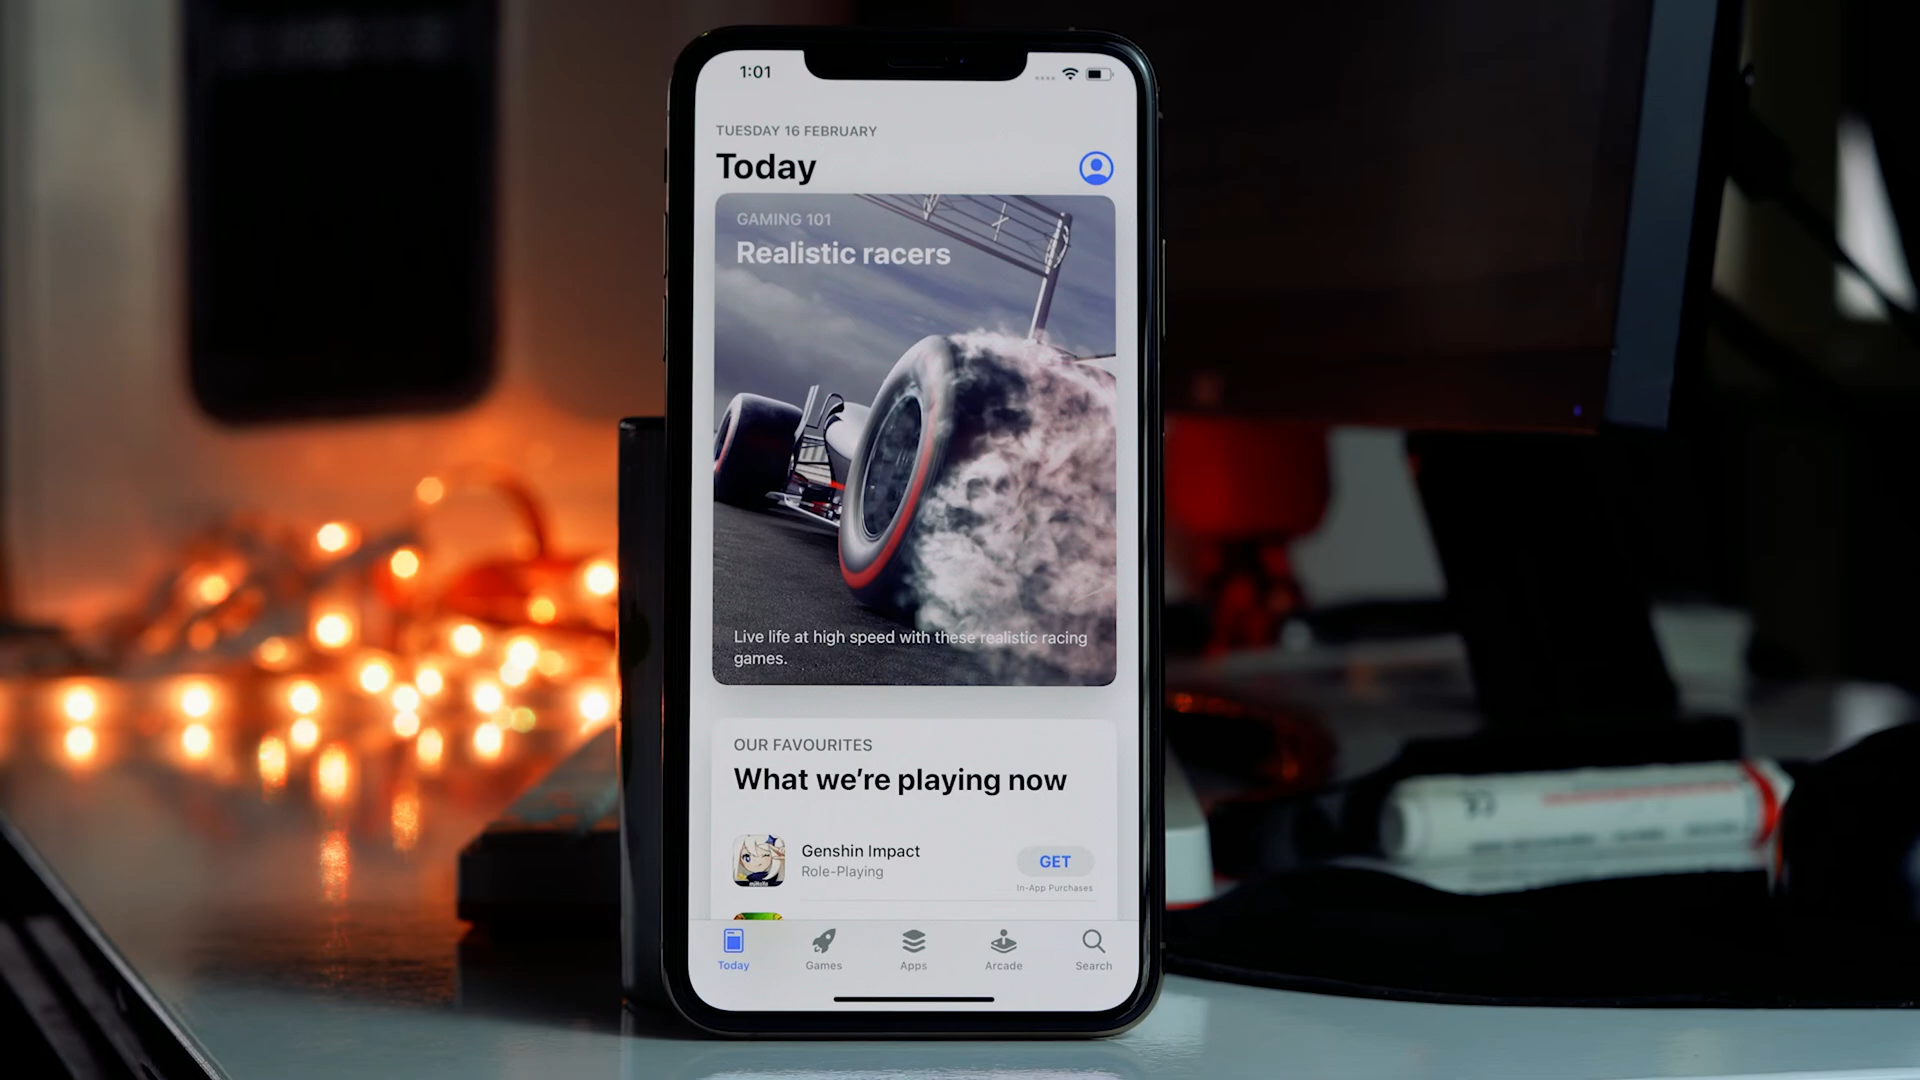 1:01
TUESDAY 16 FEBRUARY
Today
GAMING 101
Realistic racers
Live life at high speed with these realistic racing
games.
OUR FAVOURITES
What we're playing now
Genshin Impact
Role-Playing
GET
In-App Purchases
Today
Games
Apps
Arcade
Search